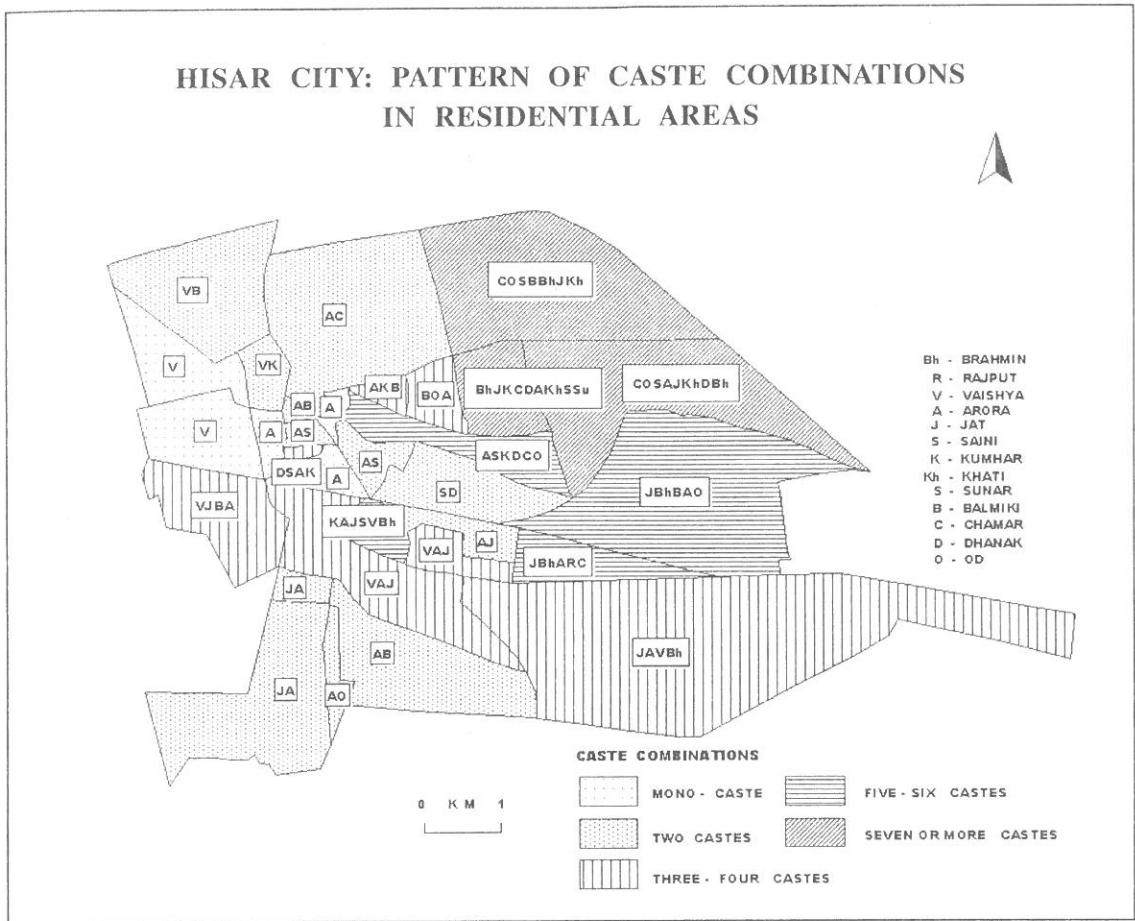 HISAR CITY: PATTERN OF CASTE COMBINATIONS
IN RESIDENTIAL AREAS
VB
AC
COSBBhJKh
V
VK
AKB
BOA
BhJKCDAKhSSu
COSAJKhDBh
AB
A
V
A
AS
AS
ASKDCO
DSAK
A
SD
JBhBAO
VJBA
KAJSVBh
VAJ
AJ
JBhARC
JA
VAJ
AB
JAVBh
JA
AO
Bh - BRAHMIN
R - RAJPUT
V - VAISHYA
A - ARORA
J - JAT
S - SAINI
K - KUMHAR
Kh - KHATI
S - SUNAR
B - BALMIKI
C - CHAMAR
D - DHANAK
O - OD
0 KM 1
CASTE COMBINATIONS
MONO - CASTE
TWO CASTES
THREE - FOUR CASTES
FIVE - SIX CASTES
SEVEN OR MORE CASTES